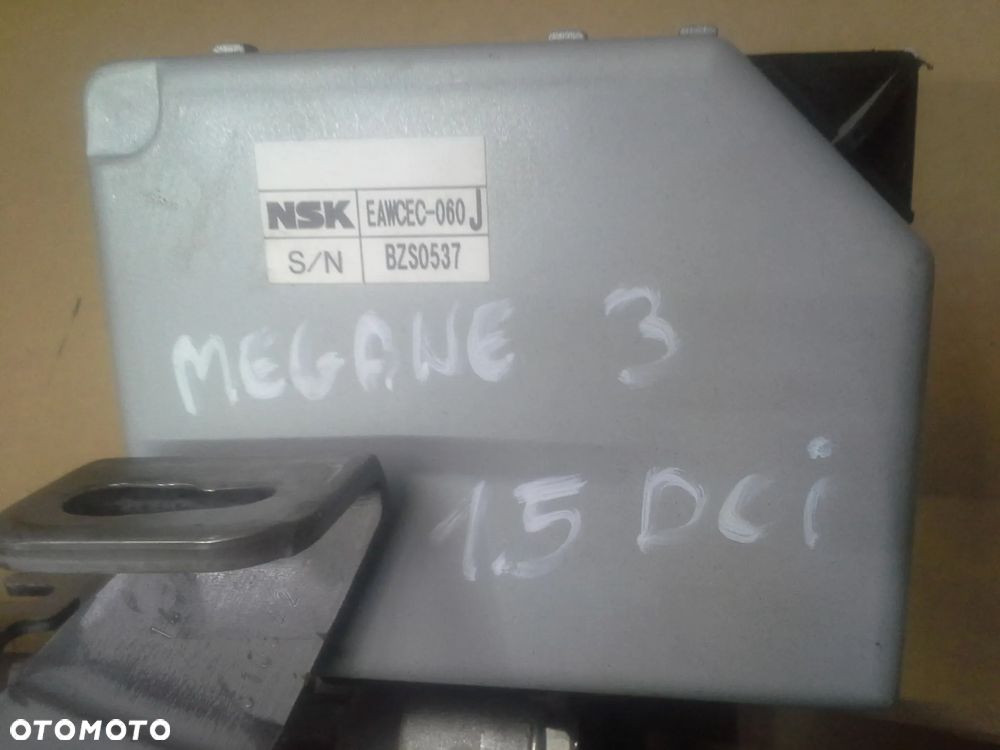 NSK EAWCEC-060 J
S/N BZS0537
MEGANE 3
1.5 DCi
OTOMOTO